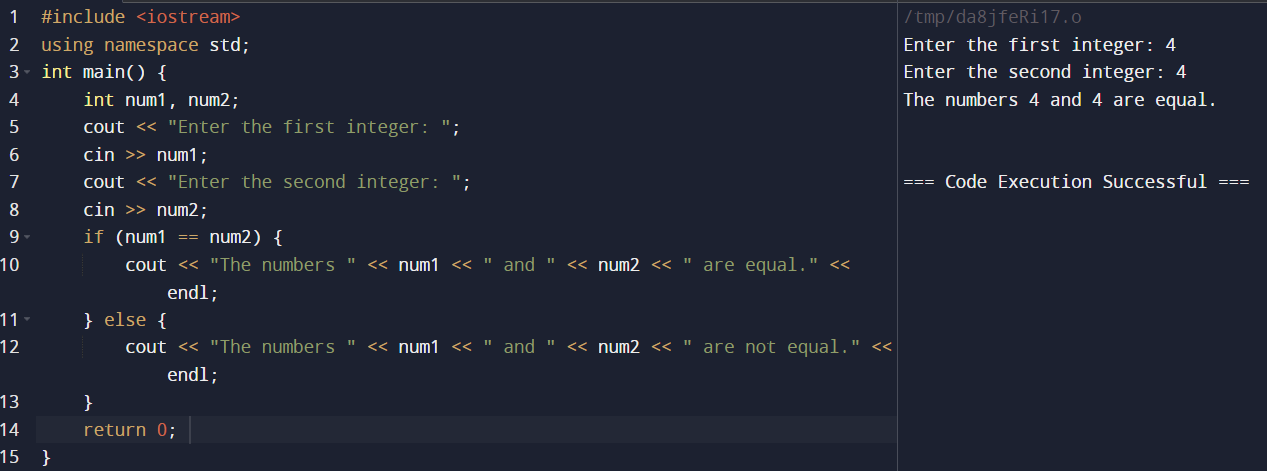 1 #include <iostream>
2 using namespace std;
3 int main() {
4     int num1, num2;
5     cout << "Enter the first integer: ";
6     cin >> num1;
7     cout << "Enter the second integer: ";
8     cin >> num2;
9     if (num1 == num2) {
10         cout << "The numbers " << num1 << " and " << num2 << " are equal." <<
            endl;
11     } else {
12         cout << "The numbers " << num1 << " and " << num2 << " are not equal." <<
            endl;
13     }
14     return 0;
15 }
/tmp/da8jfeRi17.o
Enter the first integer: 4
Enter the second integer: 4
The numbers 4 and 4 are equal.
=== Code Execution Successful ===